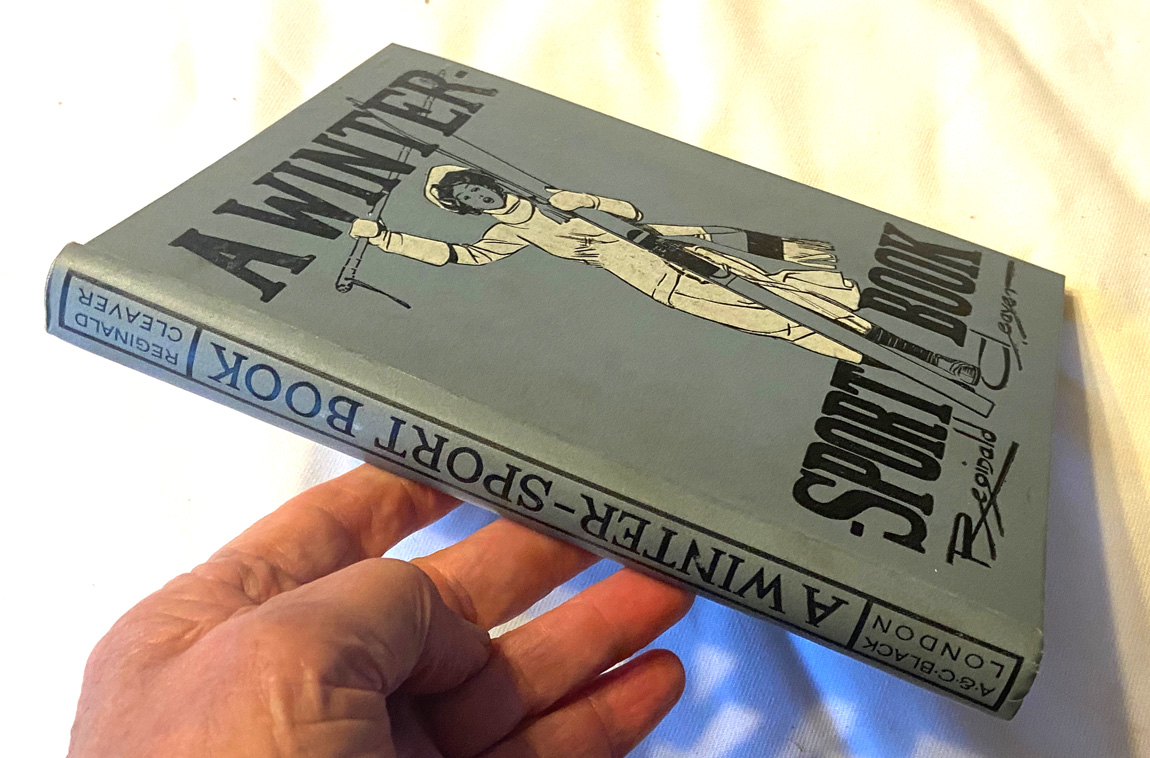 A WINTER-
-SPORT BOOK
Reginald
Cleaver
REGINALD
CLEAVER
A WINTER-SPORT BOOK
A.&.C.BLACK
LONDON